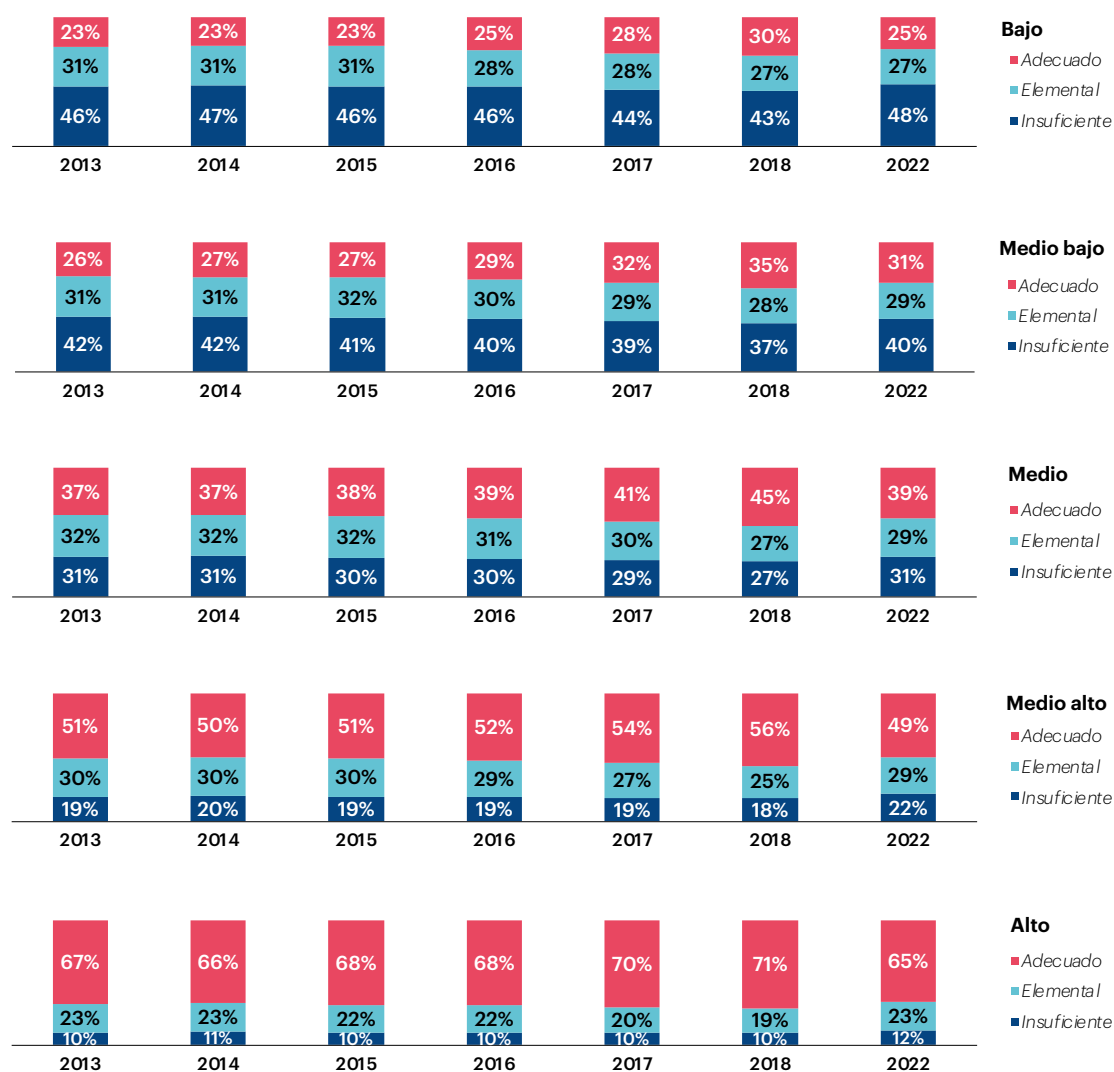 23% 23% 23% 25% 28% 30% 25%
31% 31% 31% 28% 28% 27% 27%
46% 47% 46% 46% 44% 43% 48%
2013 2014 2015 2016 2017 2018 2022
Bajo
Adecuado
Elemental
Insuficiente
26% 27% 27% 29% 32% 35% 31%
31% 31% 32% 30% 29% 28% 29%
42% 42% 41% 40% 39% 37% 40%
2013 2014 2015 2016 2017 2018 2022
Medio bajo
Adecuado
Elemental
Insuficiente
37% 37% 38% 39% 41% 45% 39%
32% 32% 32% 31% 30% 27% 29%
31% 31% 30% 30% 29% 27% 31%
2013 2014 2015 2016 2017 2018 2022
Medio
Adecuado
Elemental
Insuficiente
51% 50% 51% 52% 54% 56% 49%
30% 30% 30% 29% 27% 25% 29%
19% 20% 19% 19% 19% 18% 22%
2013 2014 2015 2016 2017 2018 2022
Medio alto
Adecuado
Elemental
Insuficiente
67% 66% 68% 68% 70% 71% 65%
23% 23% 22% 22% 20% 19% 23%
10% 11% 10% 10% 10% 10% 12%
2013 2014 2015 2016 2017 2018 2022
Alto
Adecuado
Elemental
Insuficiente